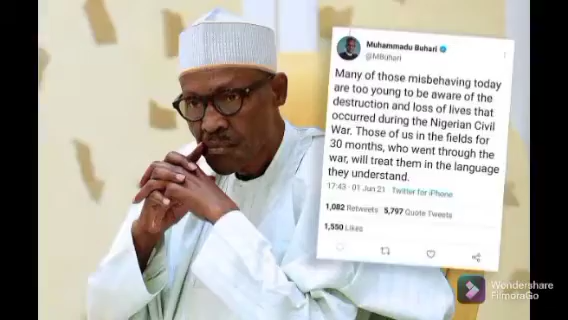 Muhammadu Buhari
@MBuhari
Many of those misbehaving today
are too young to be aware of the
destruction and loss of lives that
occurred during the Nigerian Civil
War. Those of us in the fields for
30 months, who went through the
war, will treat them in the language
they understand.
17:43 · 01 Jun 21 · Twitter for iPhone
1,082 Retweets 5,797 Quote Tweets
1,550 Likes
Wondershare
FilmoraGo